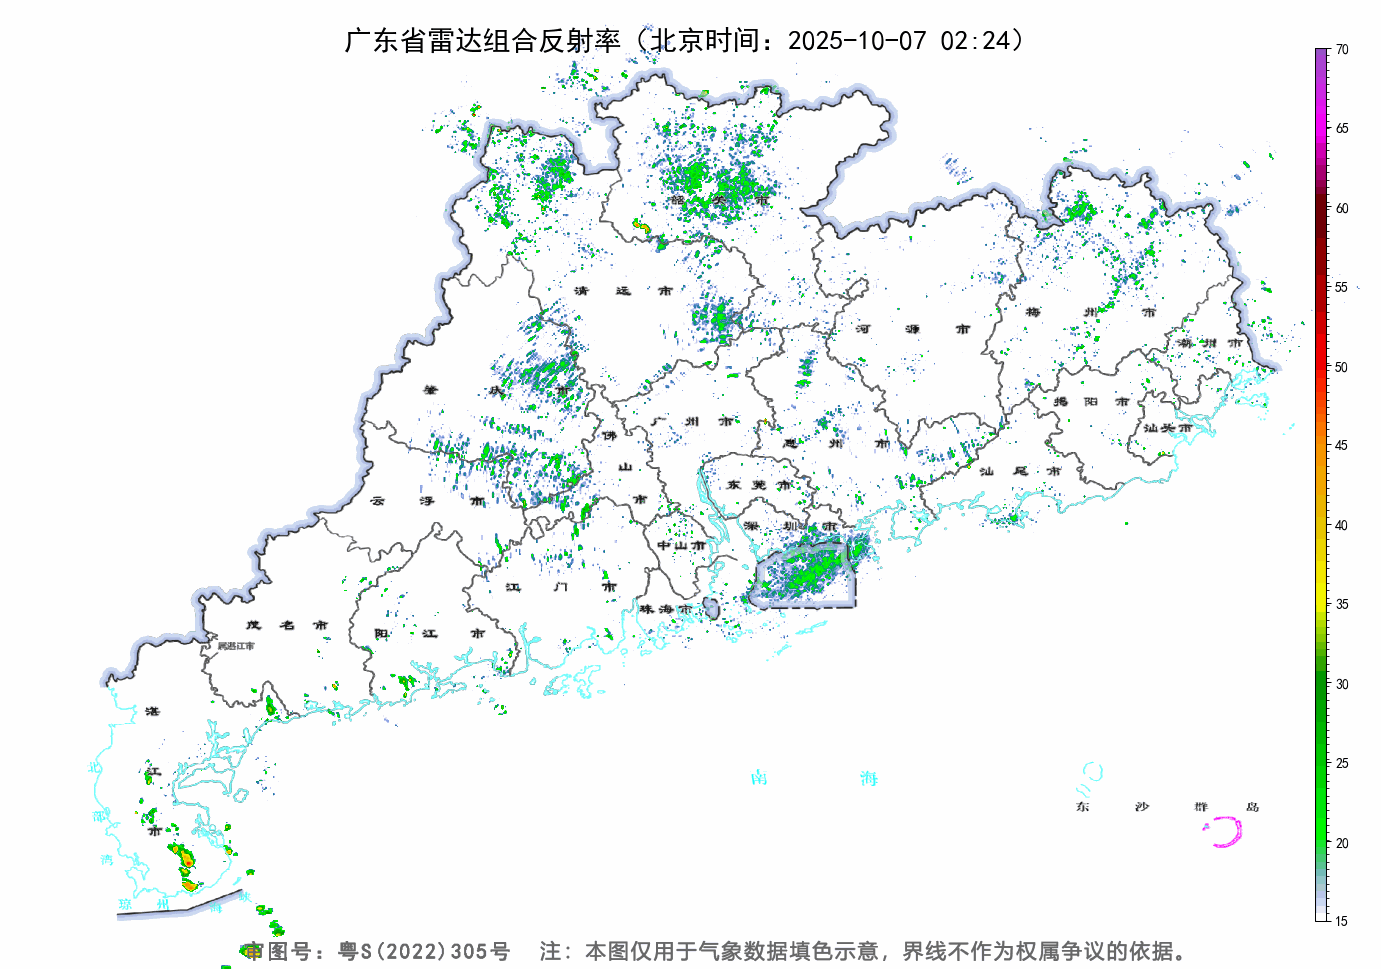 广东省雷达组合反射率（北京时间：2025-10-07 02:24）
70
65
60
55
50
45
40
35
30
25
20
15
韶关市
清远市
河源市
梅州市
潮州市
肇庆市
揭阳市
汕头市
广州市
佛山市
惠州市
汕尾市
东莞市
云浮市
深圳市
中山市
江门市
珠海市
茂名市
阳江市
属湛江市
湛江市
北部湾
琼州海峡
南海
东沙群岛
审图号：粤S(2022)305号 注：本图仅用于气象数据填色示意，界线不作为权属争议的依据。